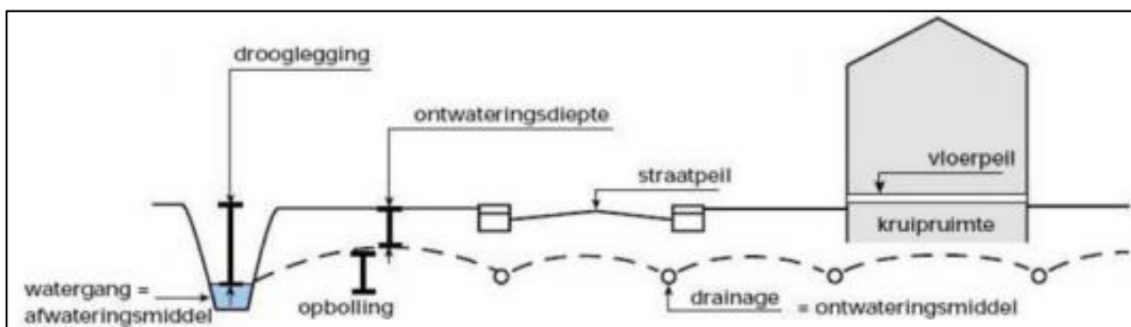 drooglegging
ontwateringsdiepte
straatpeil
vloerpeil
kruipruimte
watergang =
afwateringsmiddel
opbolling
drainage = ontwateringsmiddel